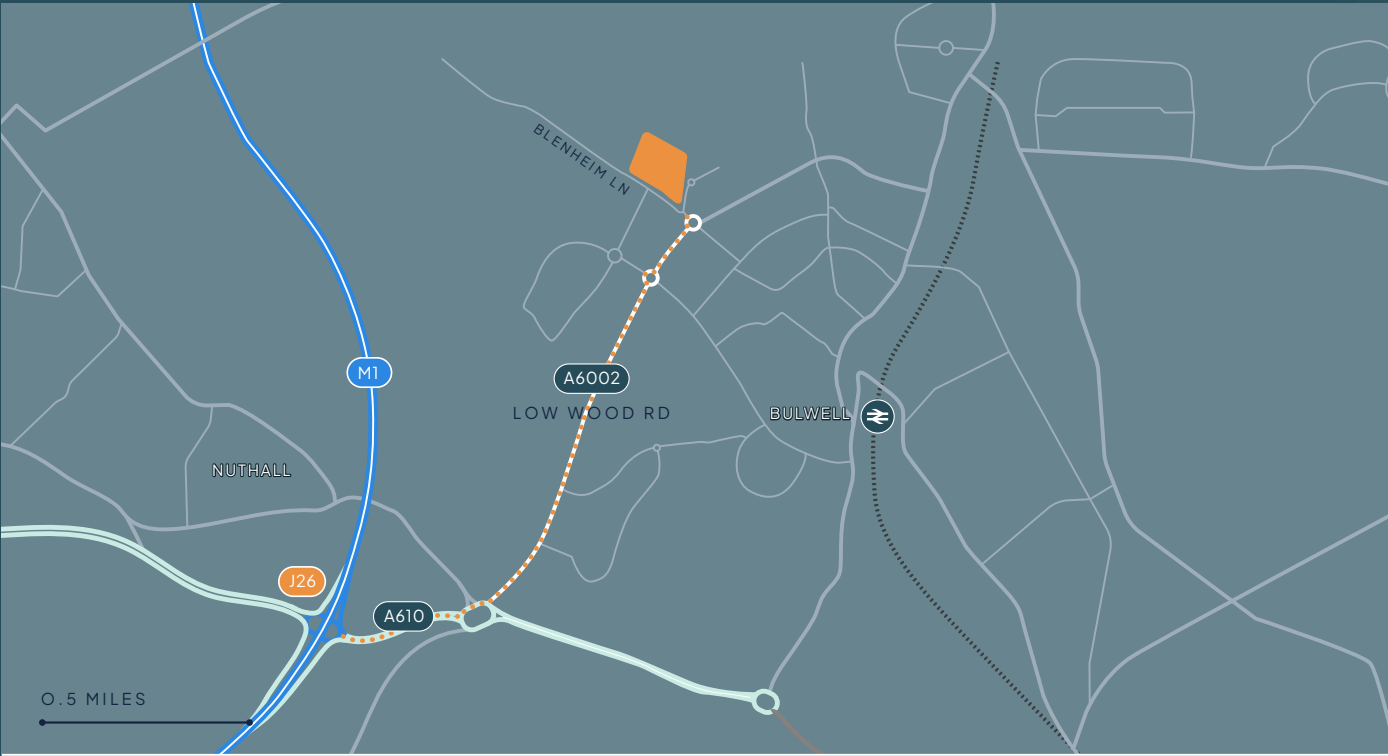 BLENHEIM LN
M1
A6002
LOW WOOD RD
BULWELL
NUTHALL
J26
A610
0.5 MILES